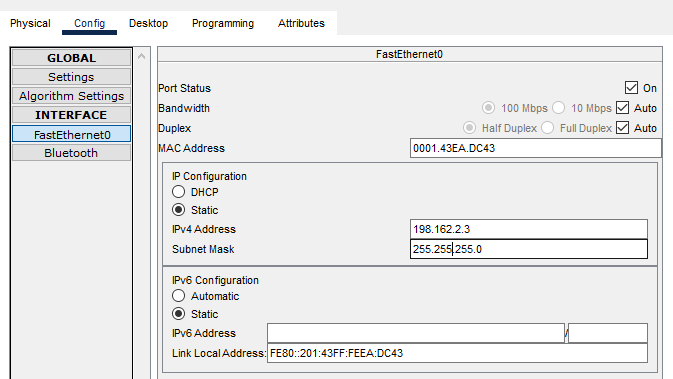 Physical Config Desktop Programming Attributes
GLOBAL
Settings
Algorithm Settings
INTERFACE
FastEthernet0
Bluetooth
FastEthernet0
Port Status On
Bandwidth 100 Mbps 10 Mbps Auto
Duplex Half Duplex Full Duplex Auto
MAC Address 0001.43EA.DC43
IP Configuration
DHCP
Static
IPv4 Address 198.162.2.3
Subnet Mask 255.255.255.0
IPv6 Configuration
Automatic
Static
IPv6 Address /
Link Local Address: FE80::201:43FF:FEEA:DC43